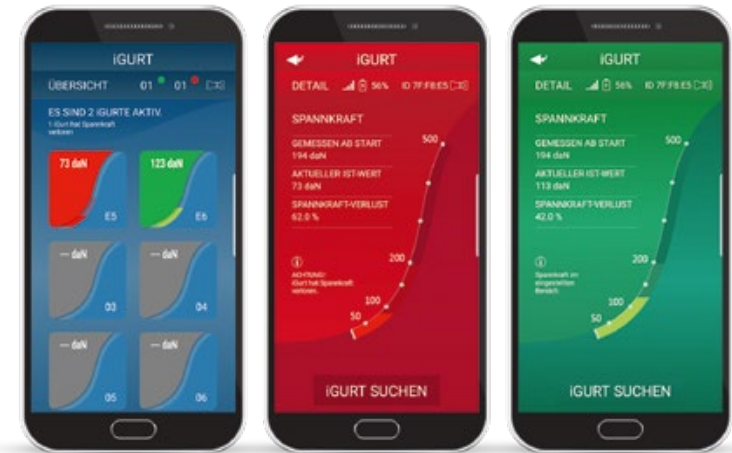 iGURT
ÜBERSICHT 01 01
ES SIND 2 iGURTE AKTIV.
1 iGurt hat Spannkraft
verloren
73 daN
E5
123 daN
E6
--- daN
03
--- daN
04
--- daN
05
--- daN
06
iGURT
DETAIL 56% ID 7F:F8:E5
SPANNKRAFT
GEMESSEN AB START
194 daN
AKTUELLER IST-WERT
73 daN
SPANNKRAFT-VERLUST
62.0 %
500
200
100
50
ACHTUNG!
iGurt hat Spannkraft
verloren.
iGURT SUCHEN
iGURT
DETAIL 56% ID 7F:F8:E5
SPANNKRAFT
GEMESSEN AB START
194 daN
AKTUELLER IST-WERT
113 daN
SPANNKRAFT-VERLUST
42.0 %
500
200
100
50
Spannkraft im
eingestellten
Bereich.
iGURT SUCHEN